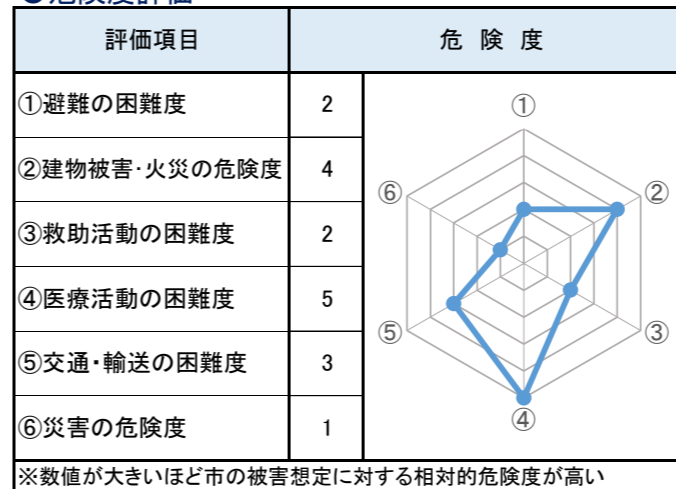 ●危険度評価
評価項目 危険度
①避難の困難度 2
②建物被害・火災の危険度 4
③救助活動の困難度 2
④医療活動の困難度 5
⑤交通・輸送の困難度 3
⑥災害の危険度 1
①
⑥ ②
⑤ ③
④
※数値が大きいほど市の被害想定に対する相対的危険度が高い